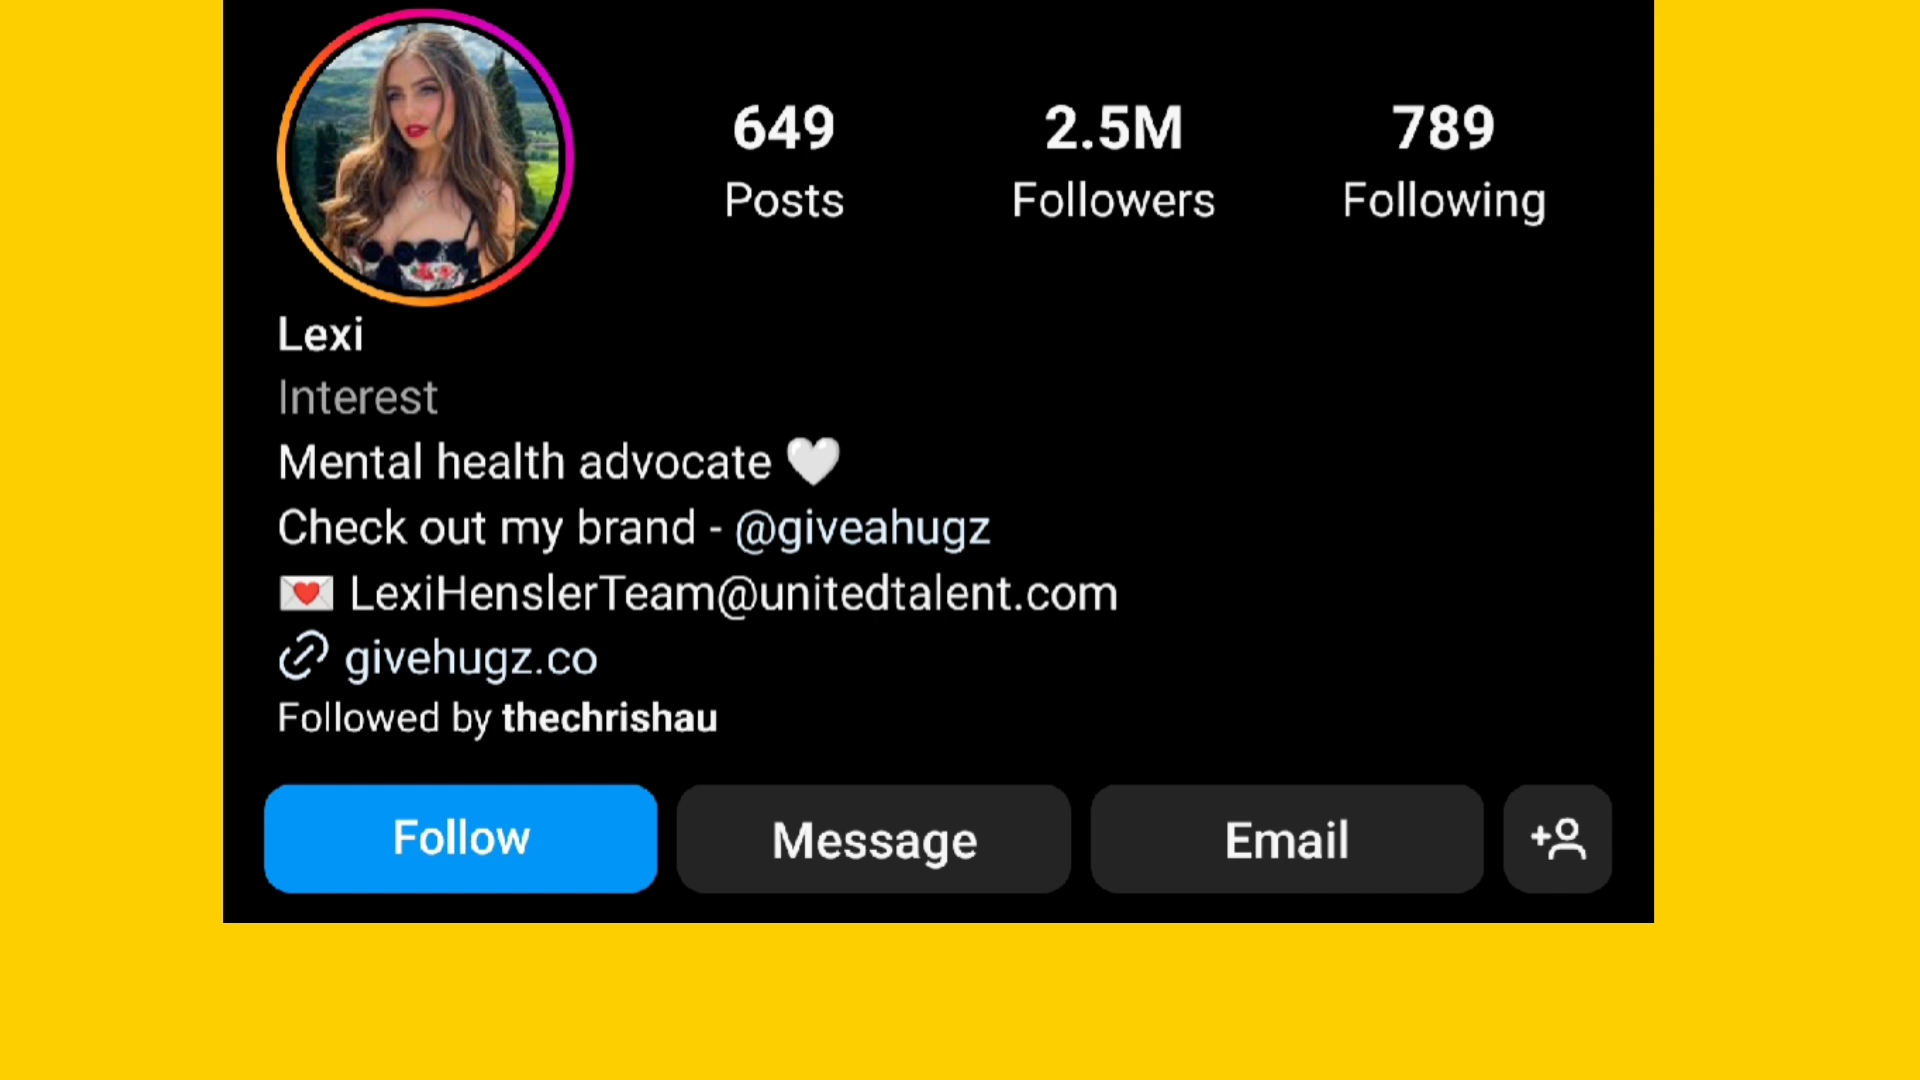 649 2.5M 789
Posts Followers Following
Lexi
Interest
Mental health advocate 🤍
Check out my brand - @giveahugz
💌 LexiHenslerTeam@unitedtalent.com
givehugz.co
Followed by thechrishau
Follow Message Email